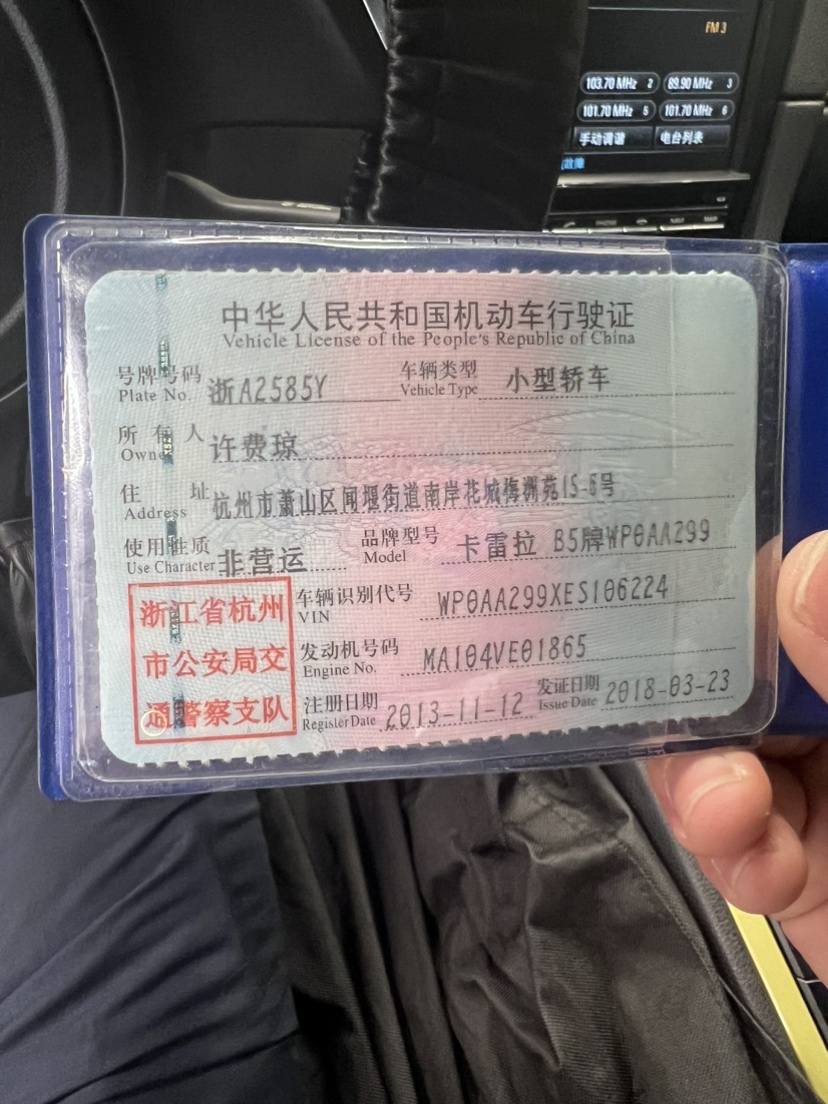 FM 3
103.70 MHz 2 89.90 MHz 3
101.70 MHz 5 101.70 MHz 6
手动调谐 电台列表
故障
中华人民共和国机动车行驶证
Vehicle License of the People's Republic of China
号牌号码 Plate No. 浙A2585Y 车辆类型 Vehicle Type 小型轿车
所有人 Owner 许费琼
住址 Address 杭州市萧山区闻堰街道南岸花城梅洲苑15-6号
使用性质 Use Character 非营运 品牌型号 Model 卡雷拉 B5牌WP0AA299
车辆识别代号 VIN WP0AA299XES106224
发动机号码 Engine No. MA104VE01865
注册日期 Register Date 2013-11-12 发证日期 Issue Date 2018-03-23
浙江省杭州
市公安局交
通警察支队